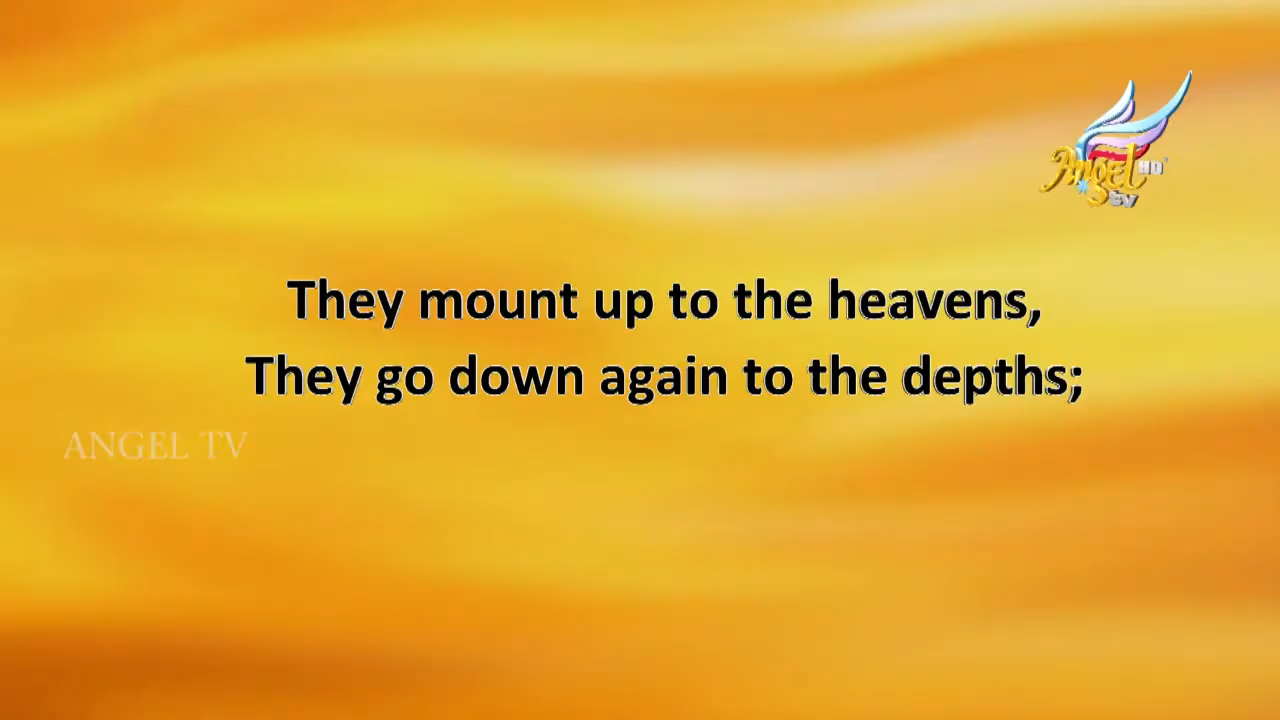 Angel HD
tv
They mount up to the heavens,
They go down again to the depths;
ANGEL TV